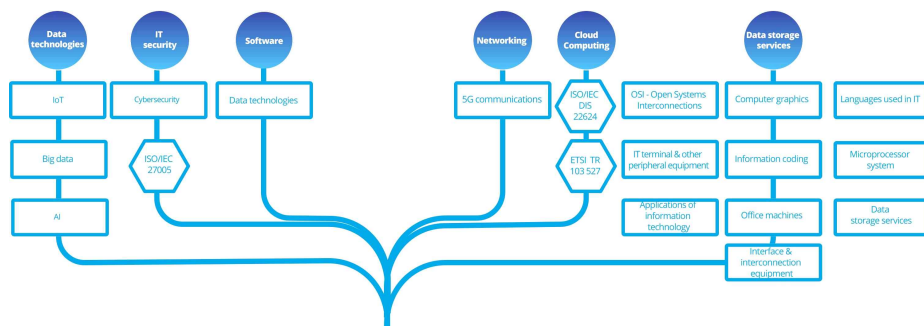 Data
technologies
IT
security
Software
Networking
Cloud
Computing
Data storage
services
IoT
Cybersecurity
Data technologies
5G communications
ISO/IEC
DIS
22624
OSI - Open Systems
Interconnections
Computer graphics
Languages used in IT
Big data
ISO/IEC
27005
ETSI TR
103 527
IT terminal & other
peripheral equipment
Information coding
Microprocessor
system
AI
Applications of
information
technology
Office machines
Data
storage services
Interface &
interconnection
equipment